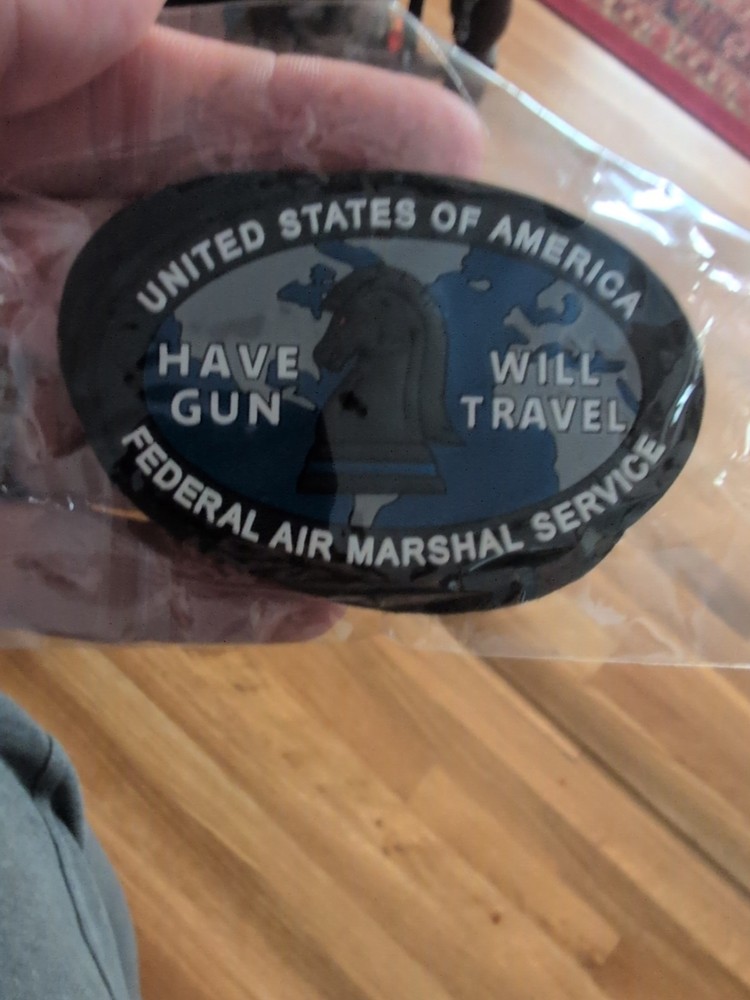 UNITED STATES OF AMERICA
HAVE GUN
WILL TRAVEL
FEDERAL AIR MARSHAL SERVICE